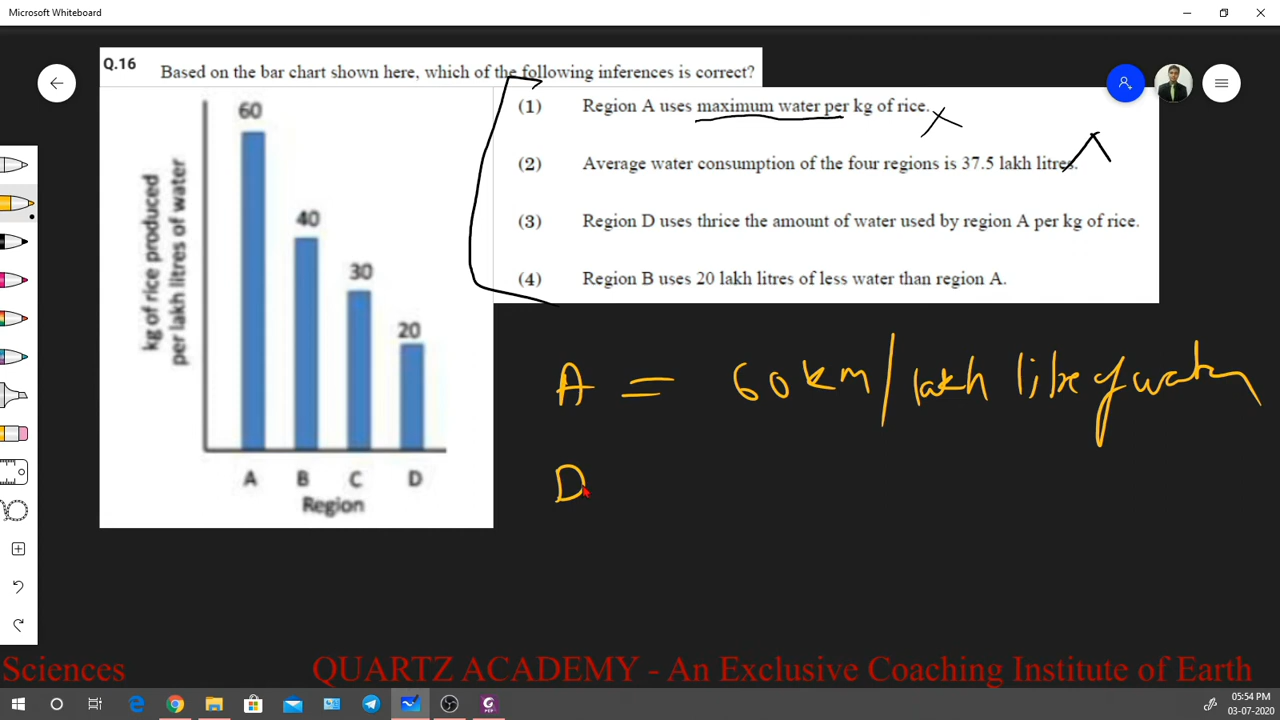 Microsoft Whiteboard
Q.16 Based on the bar chart shown here, which of the following inferences is correct?
kg of rice produced
per lakh litres of water
60
40
30
20
A B C D
Region
(1) Region A uses maximum water per kg of rice.
(2) Average water consumption of the four regions is 37.5 lakh litres.
(3) Region D uses thrice the amount of water used by region A per kg of rice.
(4) Region B uses 20 lakh litres of less water than region A.
A = 60 km/lakh litre of water
D
Sciences QUARTZ ACADEMY - An Exclusive Coaching Institute of Earth
05:54 PM
03-07-2020